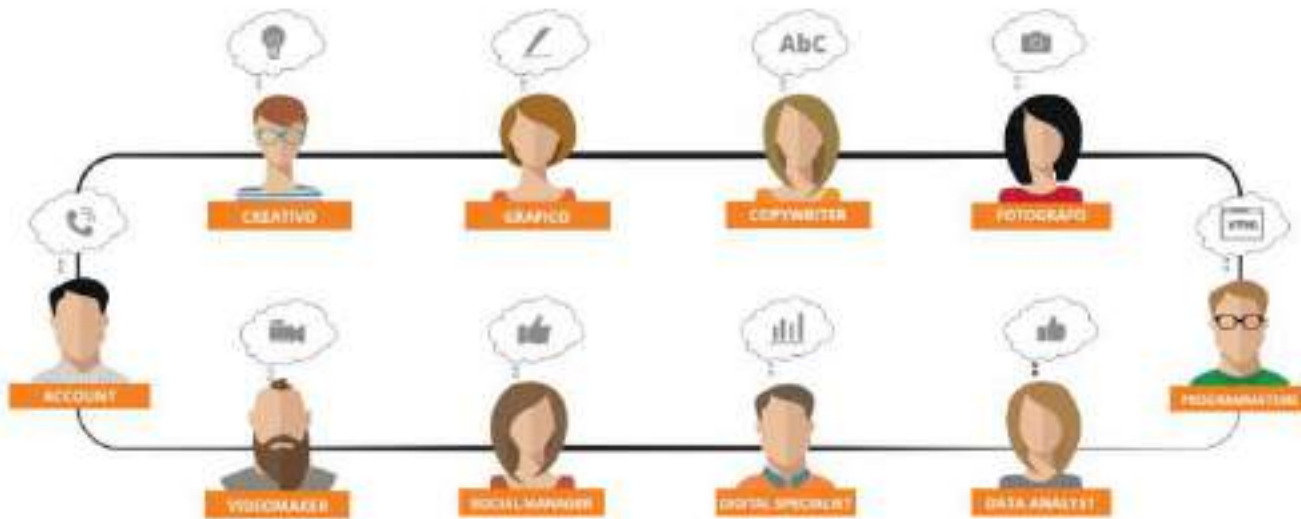 AbC
CREATIVO
GRAFICO
COPYWRITER
FOTOGRAFO
HTML
ACCOUNT
PROGRAMMATORE
VIDEOMAKER
SOCIAL MANAGER
DIGITAL SPECIALIST
DATA ANALYST